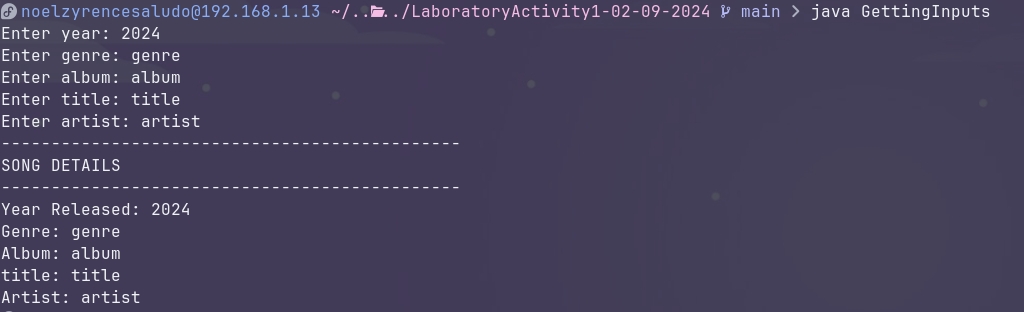 noelzyrencesaludo@192.168.1.13 ~/../../LaboratoryActivity1-02-09-2024 main > java GettingInputs
Enter year: 2024
Enter genre: genre
Enter album: album
Enter title: title
Enter artist: artist
----------------------------------------------
SONG DETAILS
----------------------------------------------
Year Released: 2024
Genre: genre
Album: album
title: title
Artist: artist